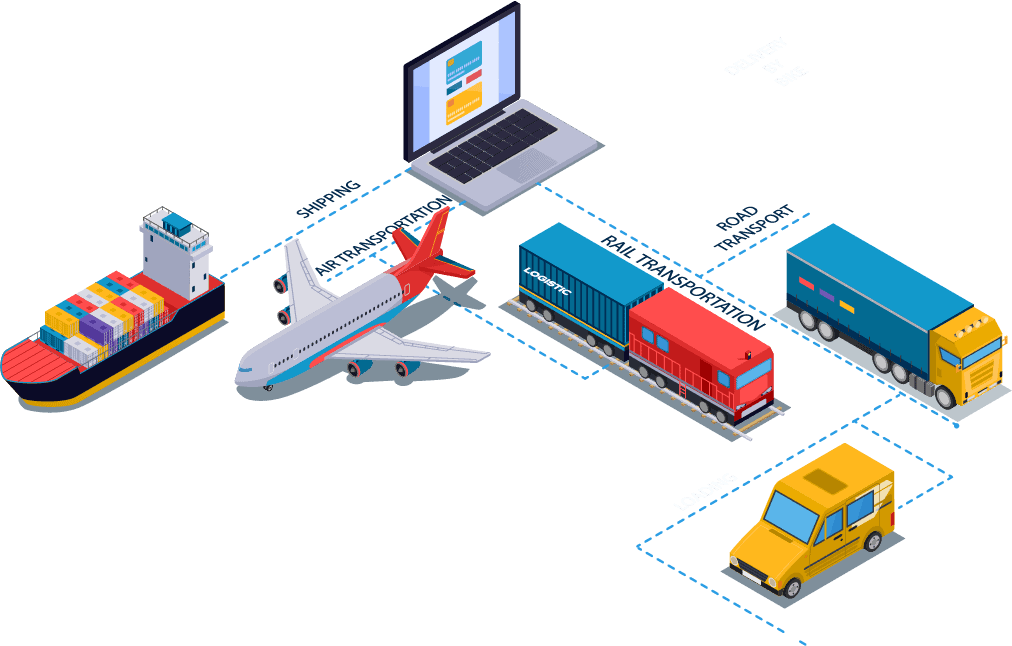 SHIPPING
AIR TRANSPORTATION
ROAD
TRANSPORT
RAIL TRANSPORTATION
LOGISTIC